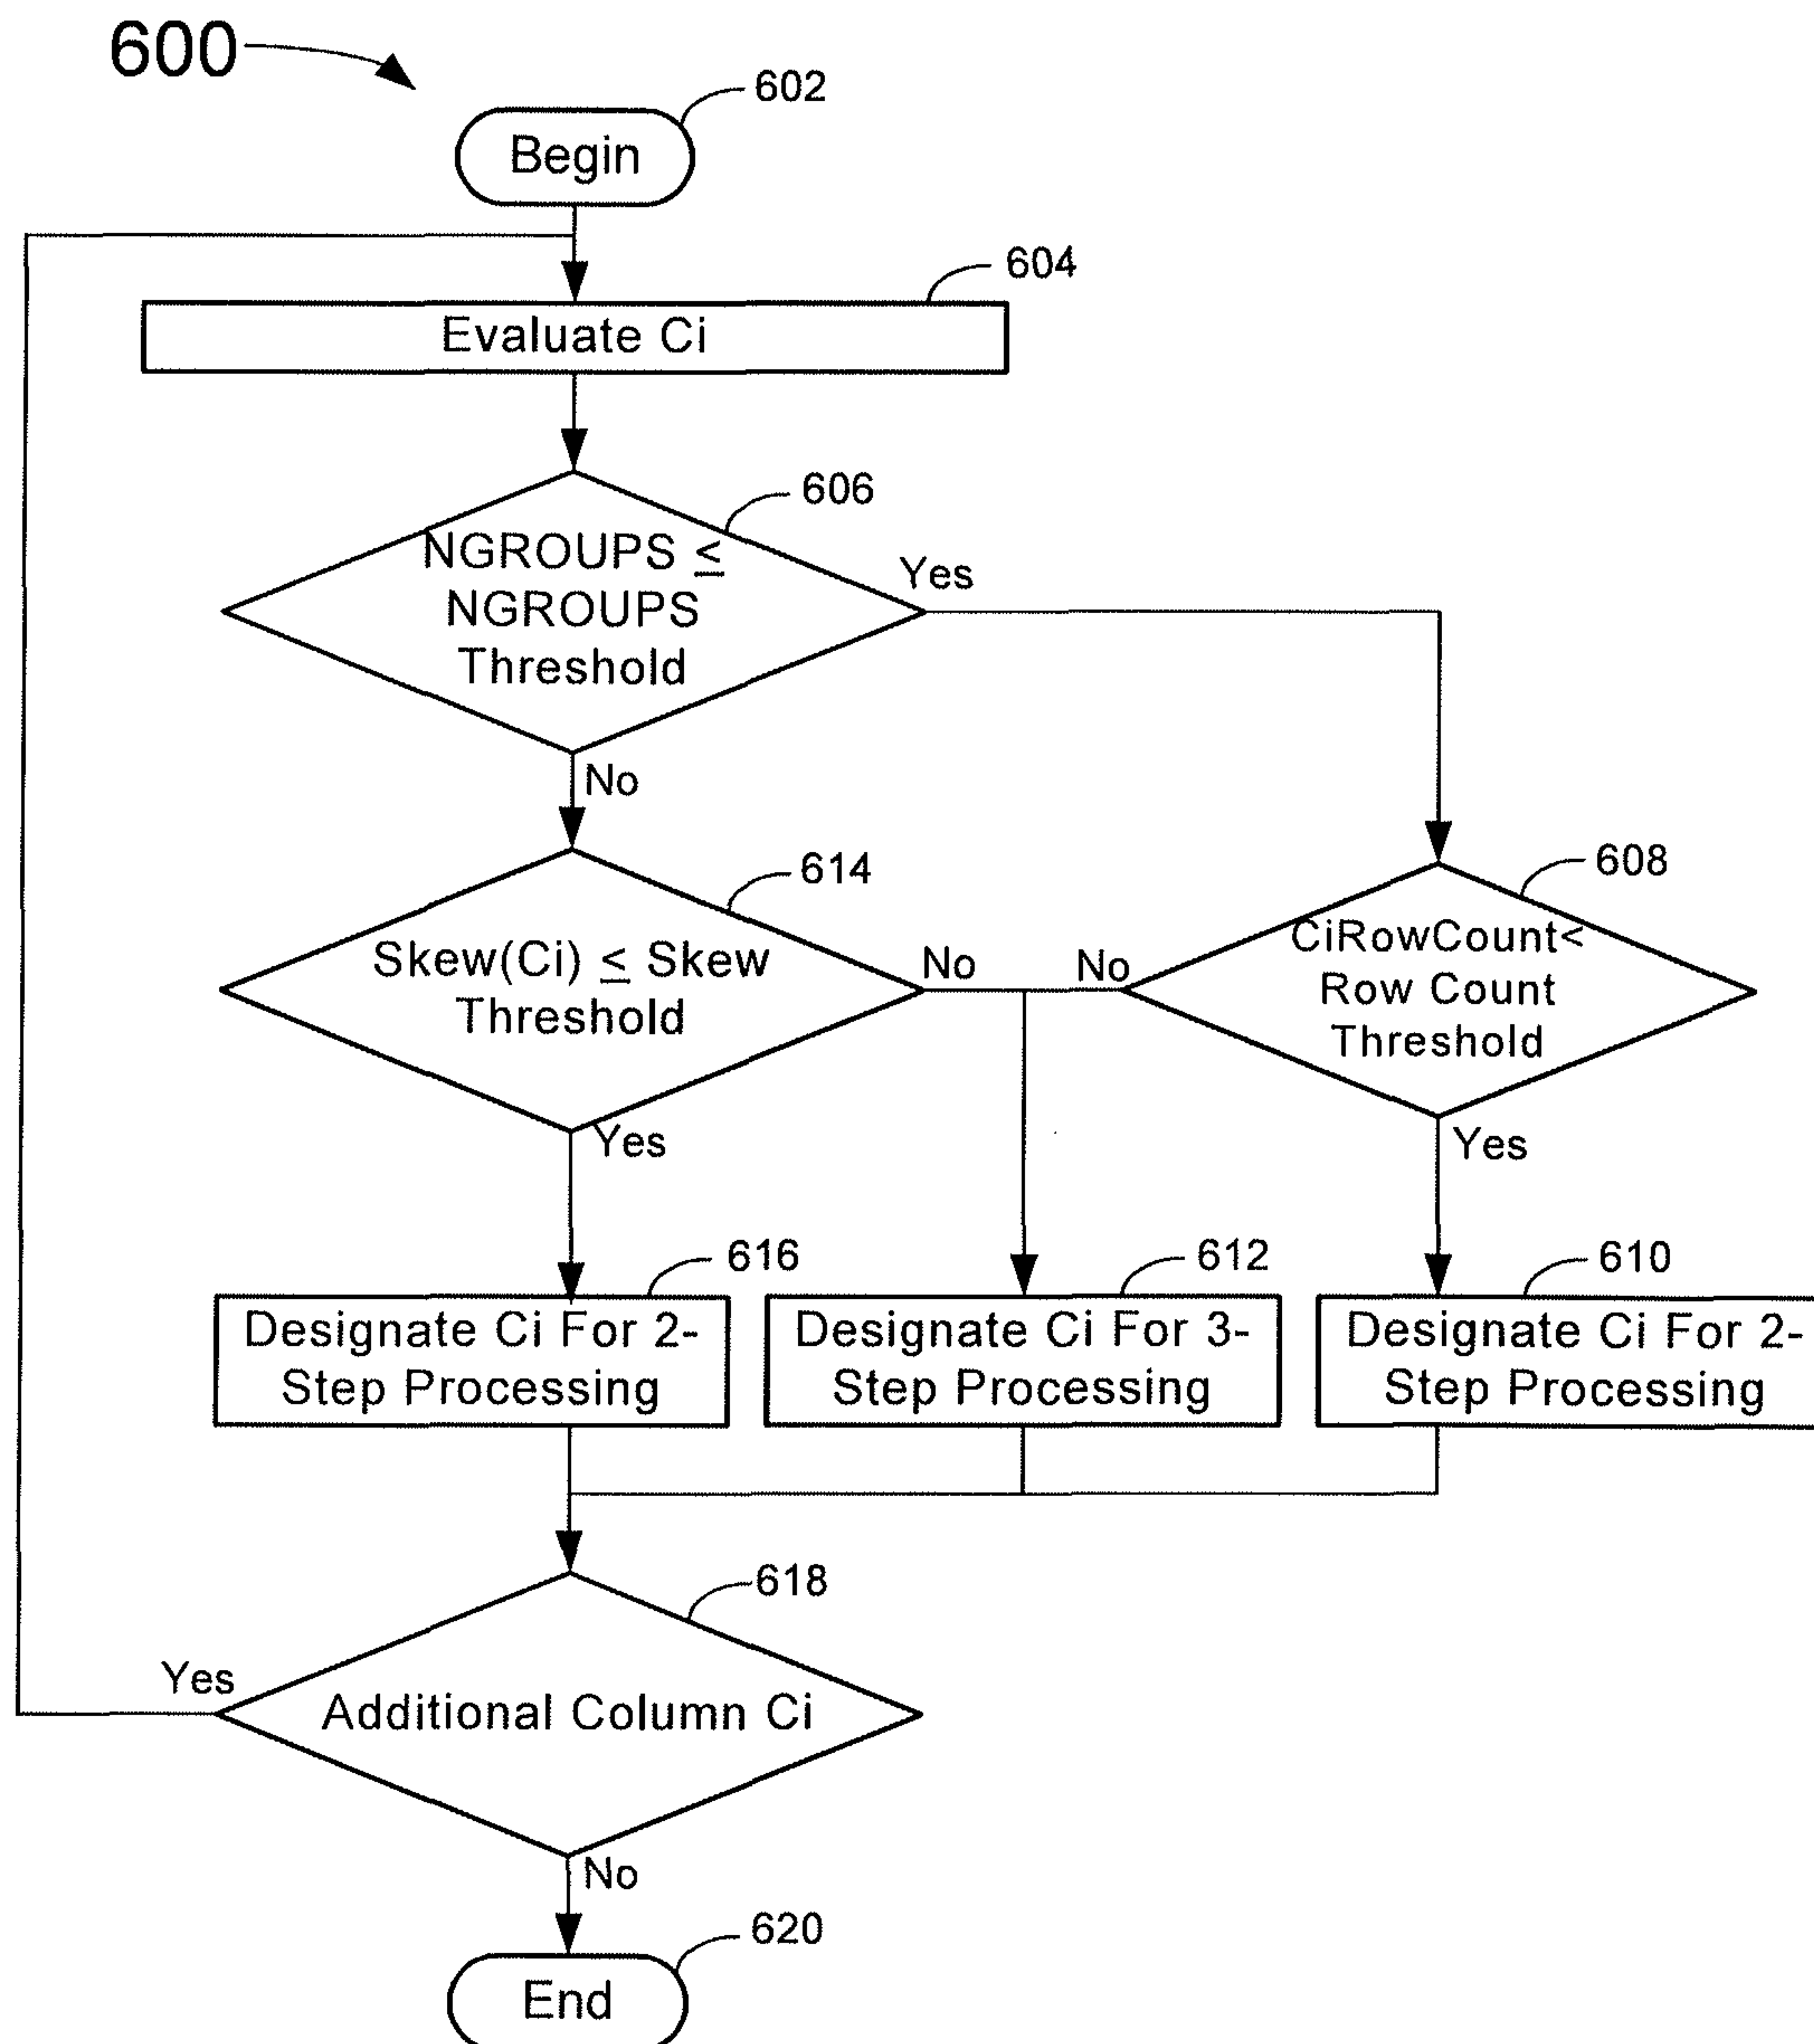 600
602
Begin
604
Evaluate Ci
606
NGROUPS ≤
NGROUPS
Threshold
Yes
No
614
Skew(Ci) ≤ Skew
Threshold
No
Yes
608
CiRowCount<
Row Count
Threshold
No
Yes
616
Designate Ci For 2-
Step Processing
612
Designate Ci For 3-
Step Processing
610
Designate Ci For 2-
Step Processing
618
Additional Column Ci
Yes
No
620
End